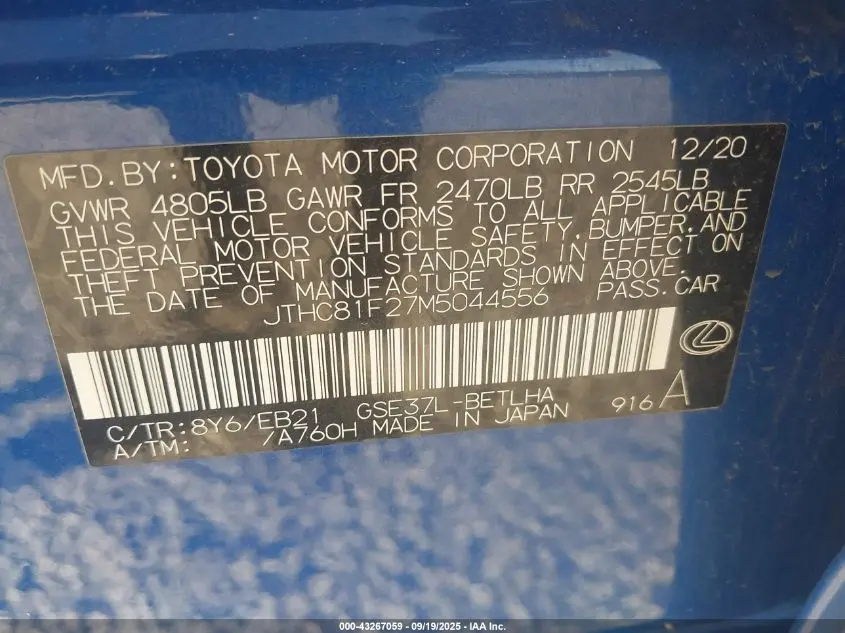 MFD. BY: TOYOTA MOTOR CORPORATION 12/20
GVWR 4805LB GAWR FR 2470LB RR 2545LB
THIS VEHICLE CONFORMS TO ALL APPLICABLE
FEDERAL MOTOR VEHICLE SAFETY, BUMPER, AND
THEFT PREVENTION STANDARDS IN EFFECT ON
THE DATE OF MANUFACTURE SHOWN ABOVE.
JTHC81F27M5044556 PASS. CAR
C/TR: 8Y6/EB21 GSE37L-BETLHA
A/TM: /A760H MADE IN JAPAN 916 A
000-43267059 - 09/19/2025 - IAA Inc.